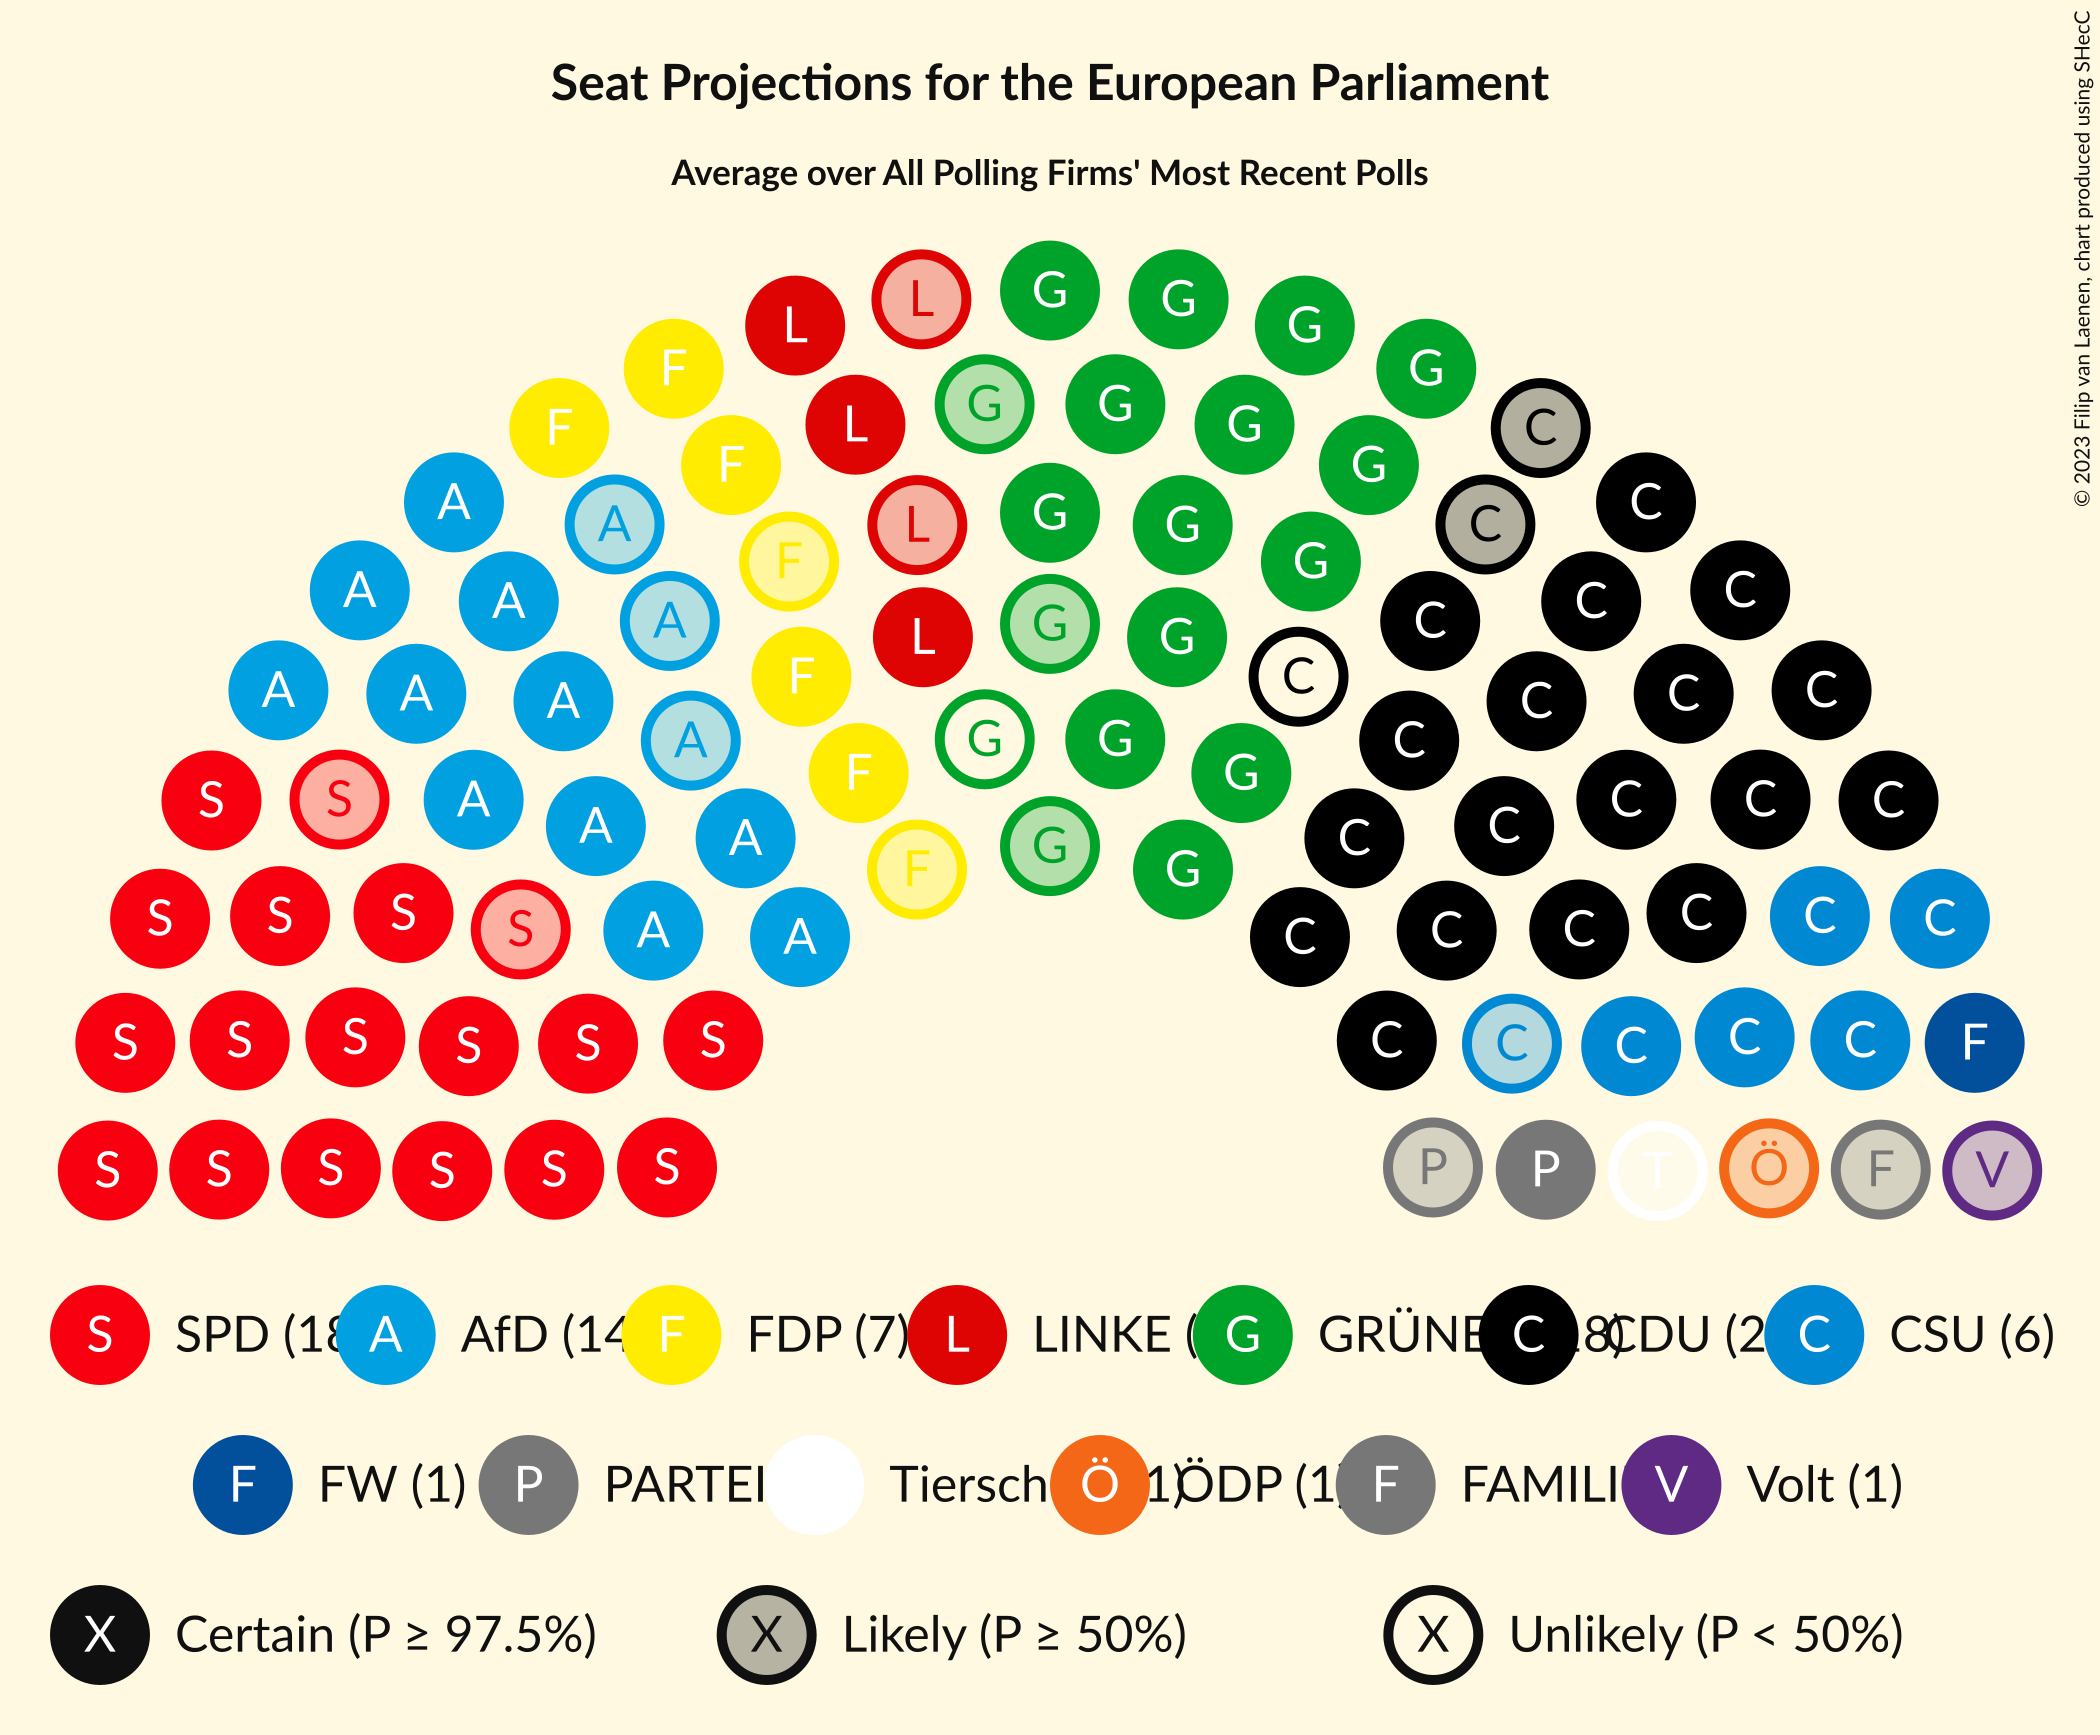 Seat Projections for the European Parliament
Average over All Polling Firms' Most Recent Polls
© 2023 Filip van Laenen, chart produced using SHecC
L G G G G
F L G
F L G G G G C
F C
A A F L G G G C C
A A F G C C C
A A A L G G C C C C
A A A F G C C C C
S S A A A F G G C C C C C C
S S S S A A F G G C C C C C C
S S S S S S C C C C C F
S S S S S S P P T Ö F V
S SPD (18 A AfD (14 F FDP (7) L LINKE ( G GRÜNE C 8) CDU (2 C CSU (6)
F FW (1) P PARTEI Tiersch Ö 1) ÖDP (1 F FAMILI V Volt (1)
X Certain (P ≥ 97.5%) X Likely (P ≥ 50%) X Unlikely (P < 50%)